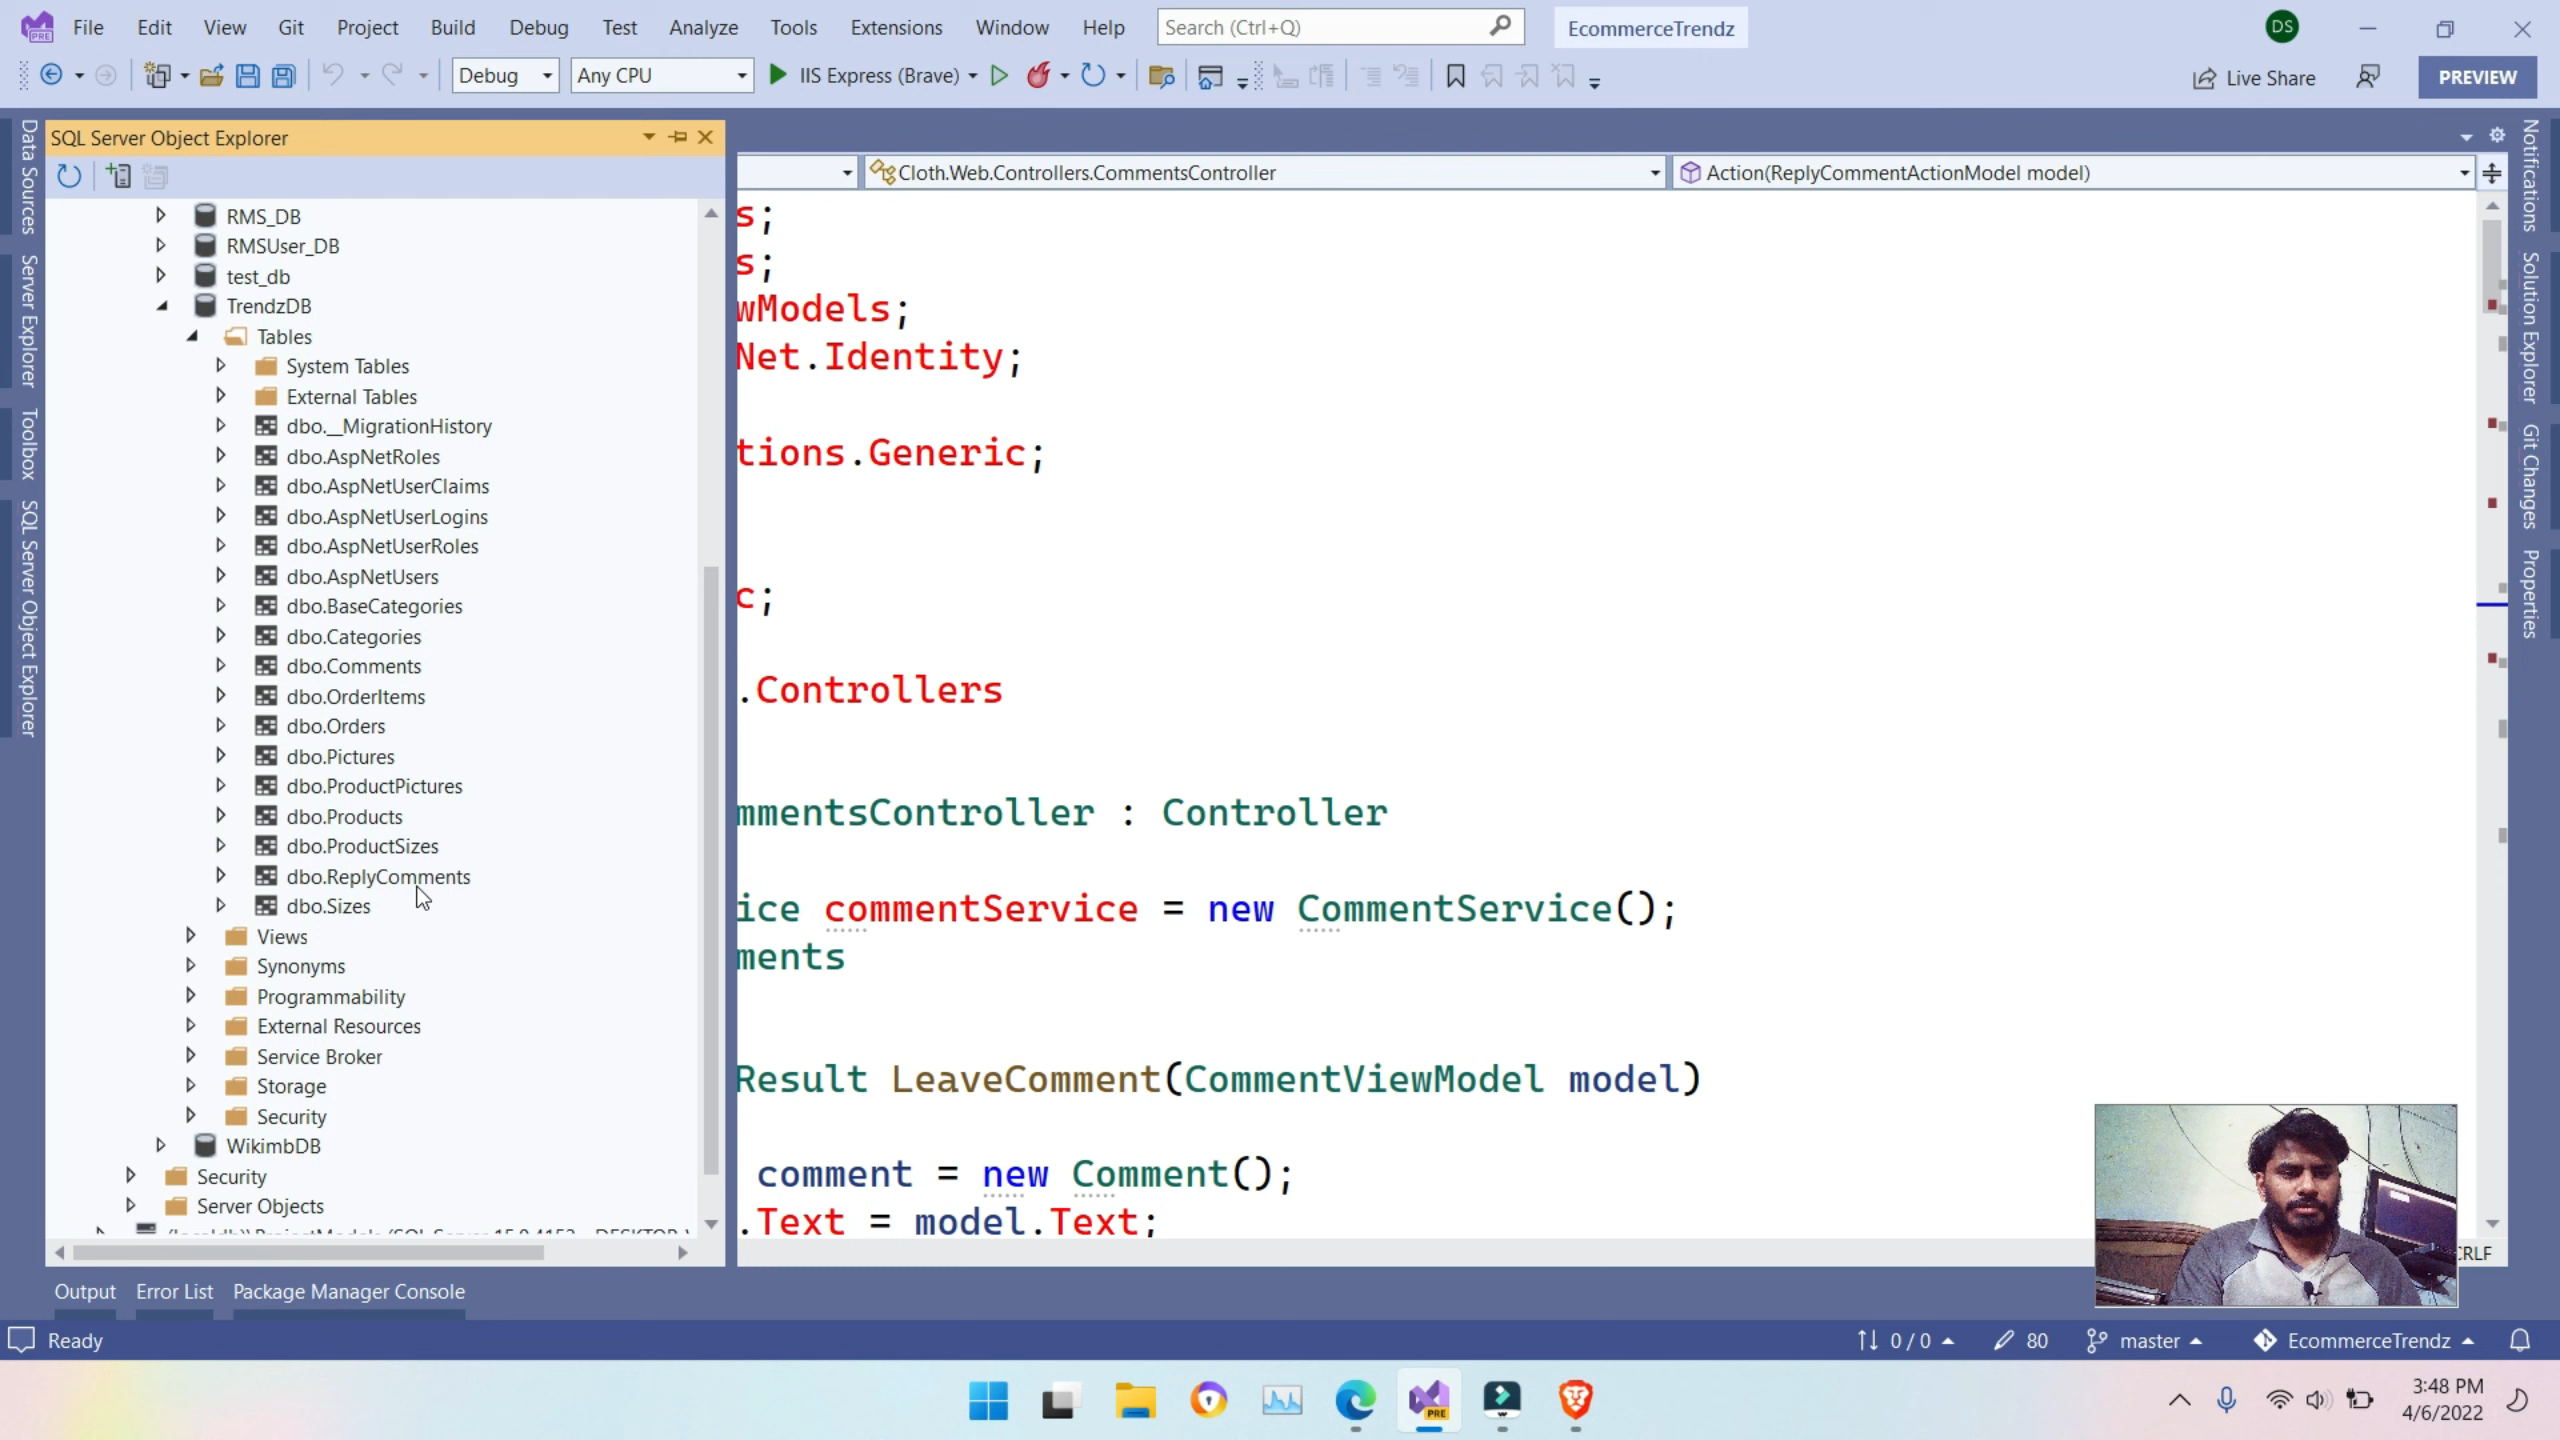 File Edit View Git Project Build Debug Test Analyze Tools Extensions Window Help Search (Ctrl+Q) EcommerceTrendz DS
Debug Any CPU IIS Express (Brave) Live Share PREVIEW
Data Sources
Server Explorer
Toolbox
SQL Server Object Explorer
SQL Server Object Explorer
RMS_DB
RMSUser_DB
test_db
TrendzDB
Tables
System Tables
External Tables
dbo.__MigrationHistory
dbo.AspNetRoles
dbo.AspNetUserClaims
dbo.AspNetUserLogins
dbo.AspNetUserRoles
dbo.AspNetUsers
dbo.BaseCategories
dbo.Categories
dbo.Comments
dbo.OrderItems
dbo.Orders
dbo.Pictures
dbo.ProductPictures
dbo.Products
dbo.ProductSizes
dbo.ReplyComments
dbo.Sizes
Views
Synonyms
Programmability
External Resources
Service Broker
Storage
Security
WikimbDB
Security
Server Objects
Cloth.Web.Controllers.CommentsController Action(ReplyCommentActionModel model)
s;
s;
wModels;
Net.Identity;
tions.Generic;
c;
.Controllers
mmentsController : Controller
ice commentService = new CommentService();
ments
Result LeaveComment(CommentViewModel model)
comment = new Comment();
.Text = model.Text;
CRLF
Notifications
Solution Explorer
Git Changes
Properties
Output Error List Package Manager Console
Ready 0 / 0 80 master EcommerceTrendz
PRE
3:48 PM
4/6/2022